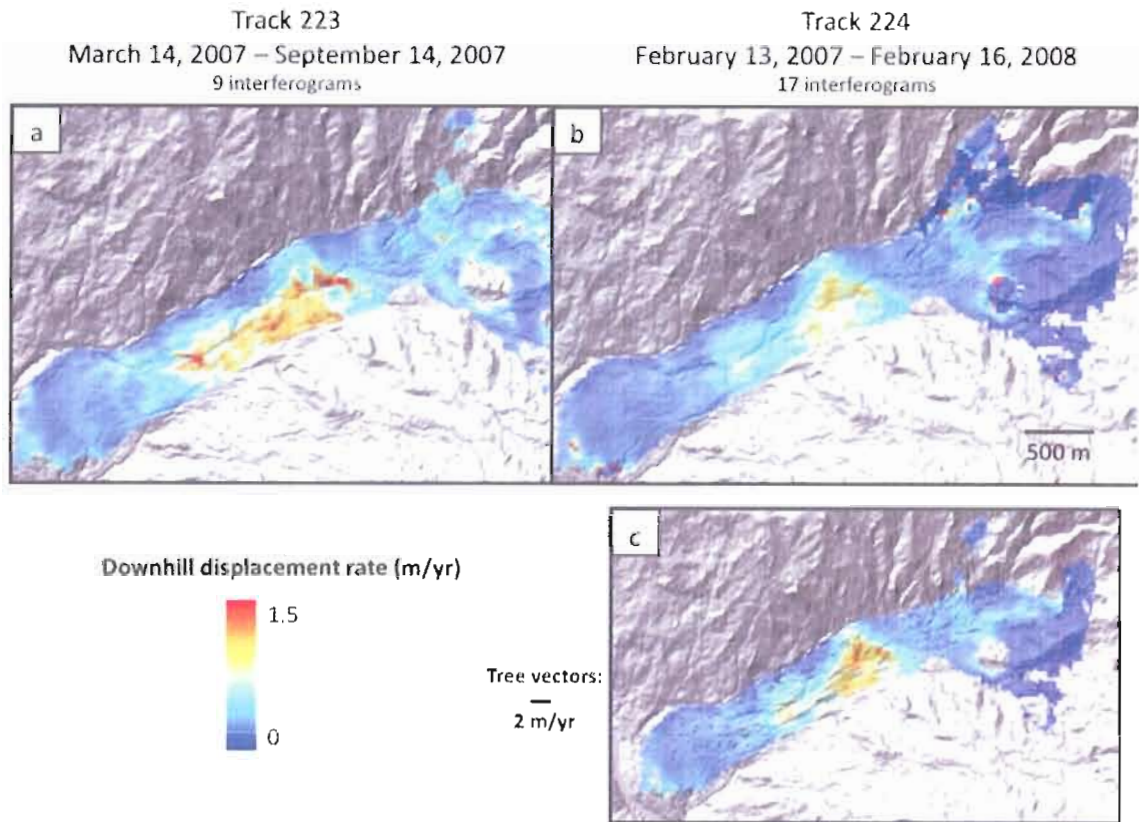 Track 223
March 14, 2007 – September 14, 2007
9 interferograms
Track 224
February 13, 2007 – February 16, 2008
17 interferograms
a
b
500 m
c
Downhill displacement rate (m/yr)
1.5
0
Tree vectors:
2 m/yr